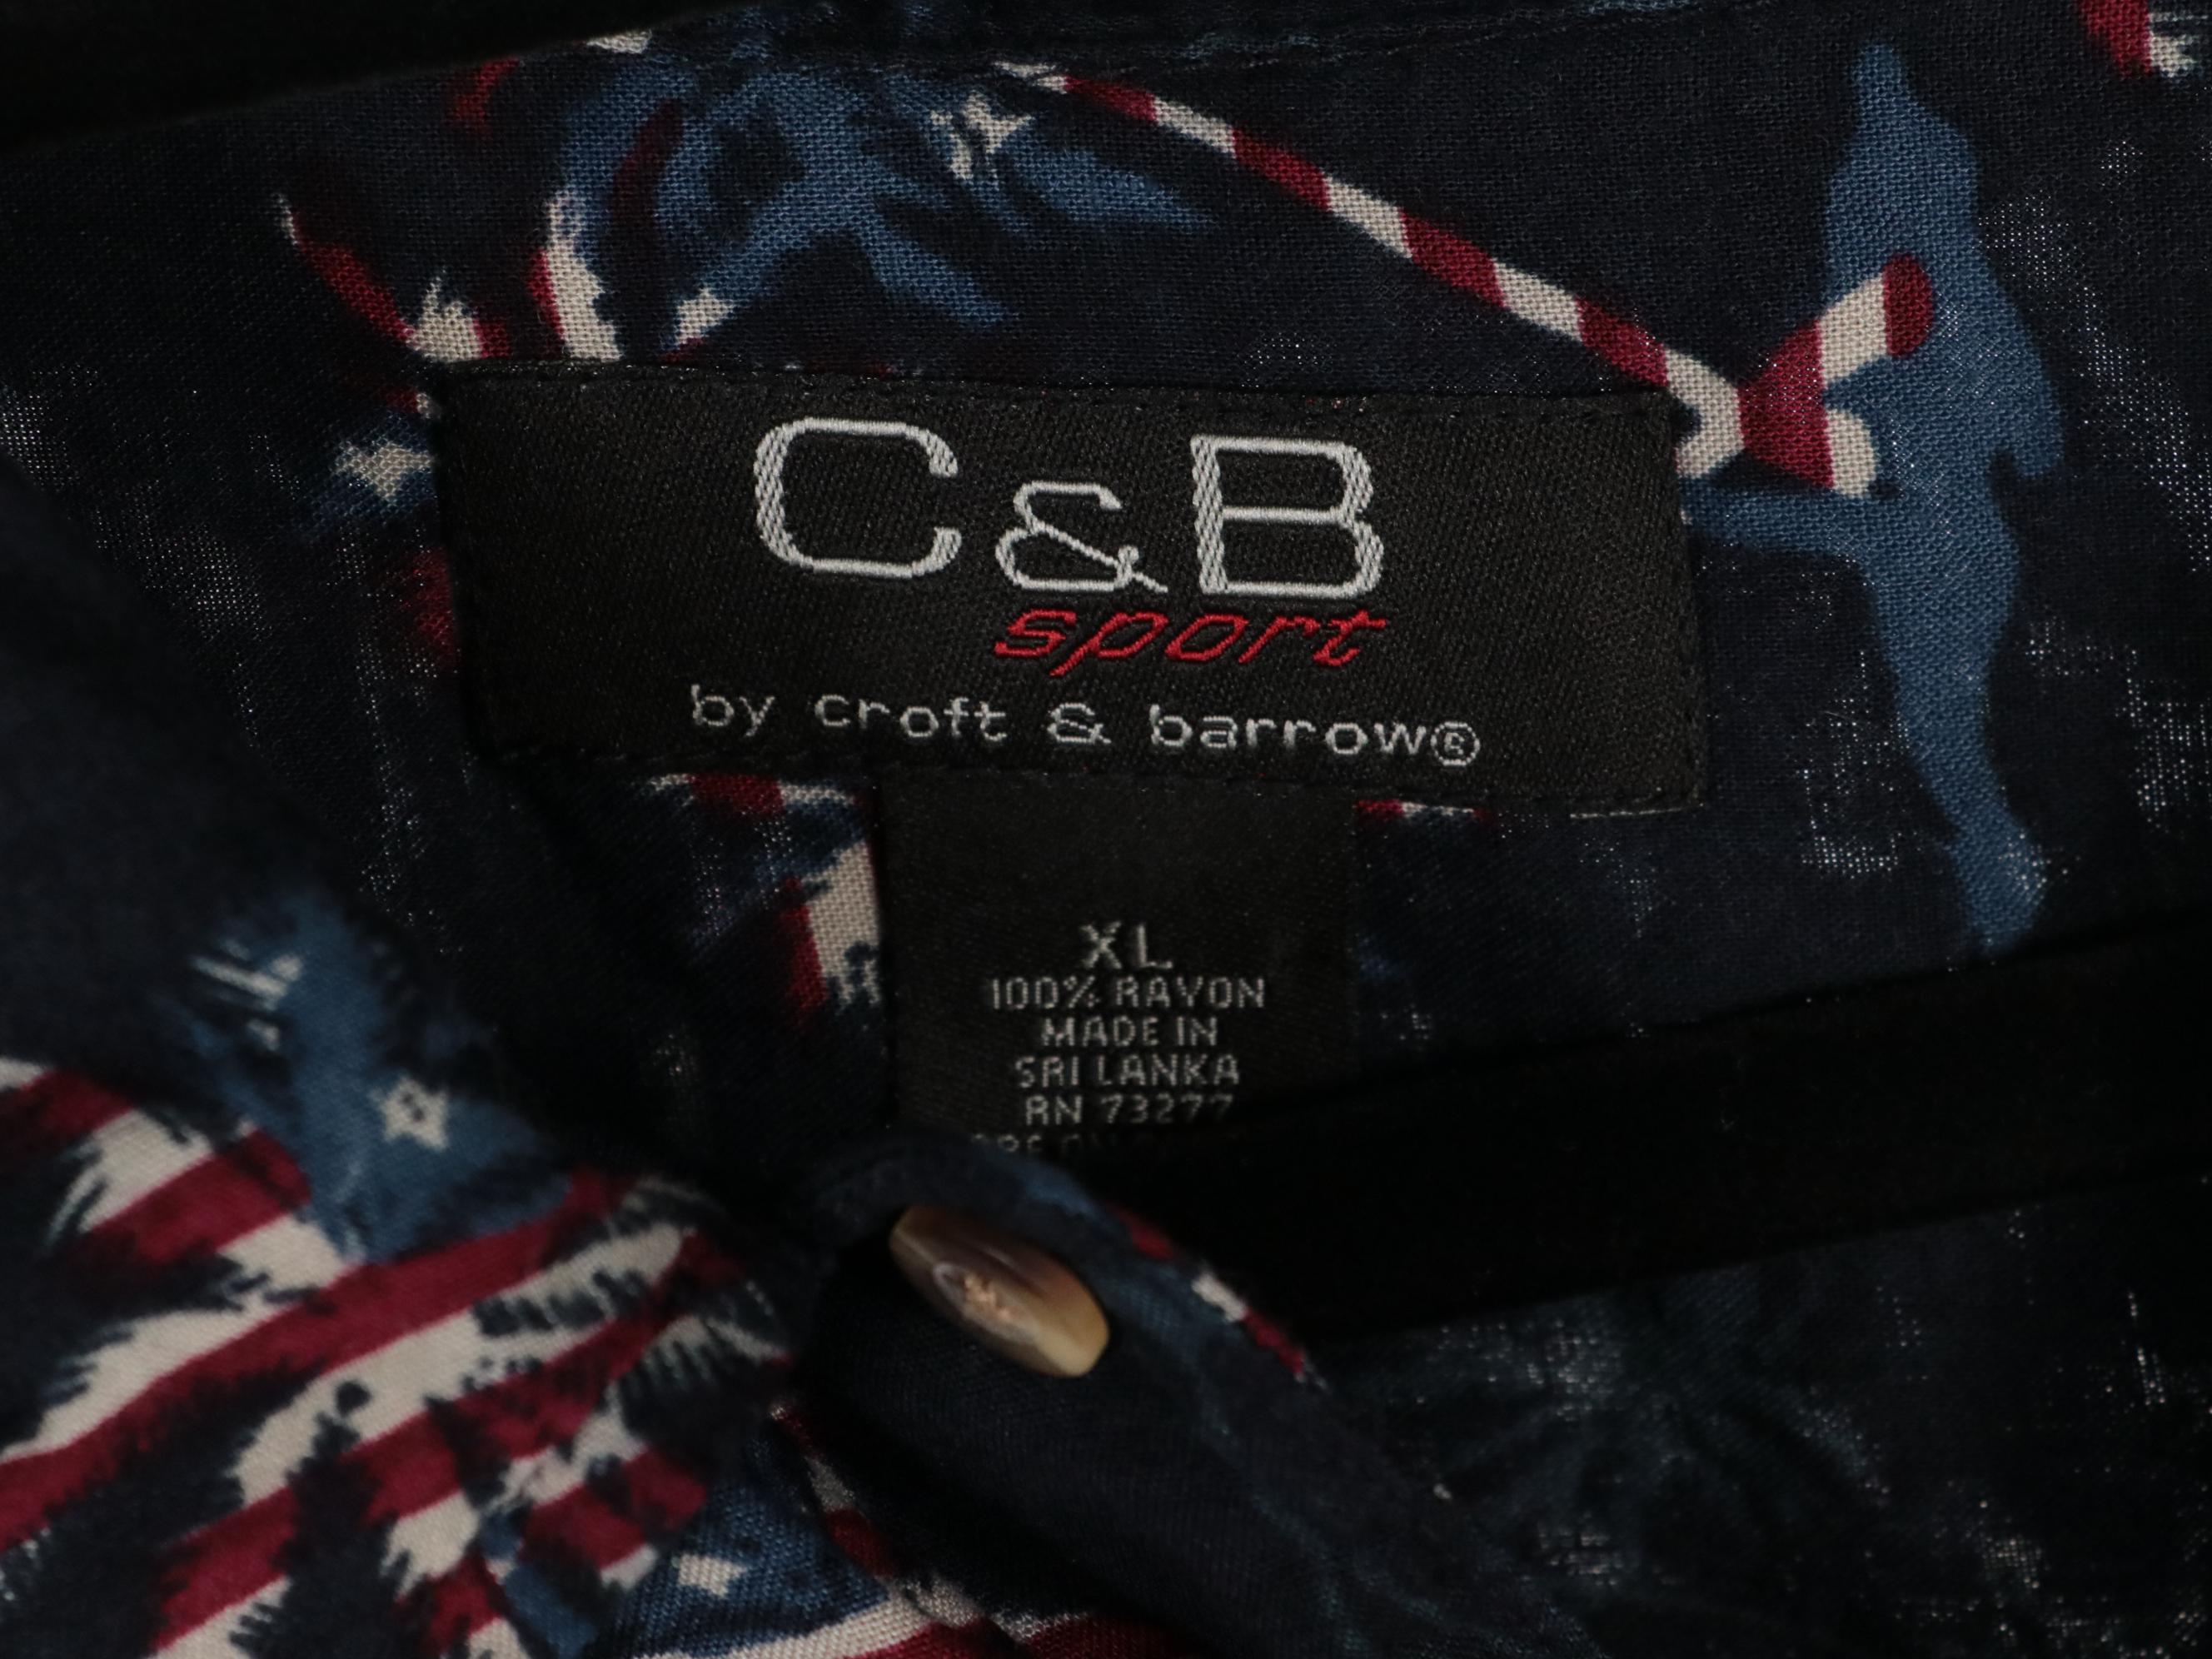 C&B
sport
by croft & barrow®
XL
100% RAYON
MADE IN
SRI LANKA
RN 73277